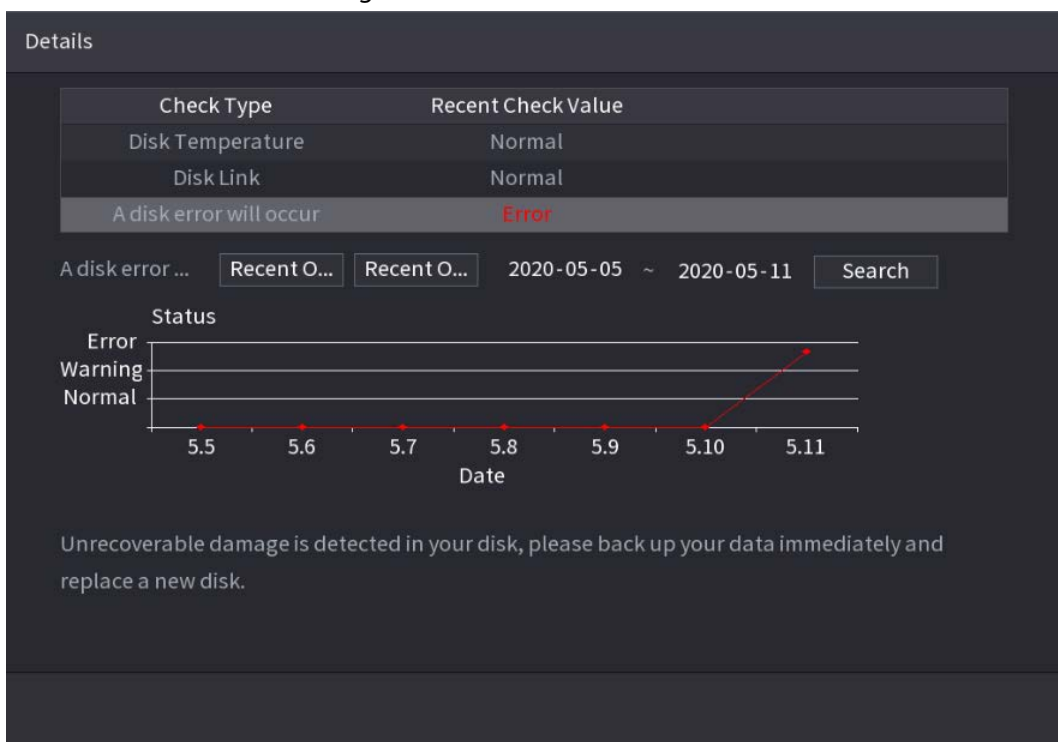 Details
Check Type Recent Check Value
Disk Temperature Normal
Disk Link Normal
A disk error will occur Error
A disk error ... Recent O... Recent O... 2020-05-05 ~ 2020-05-11 Search
Status
Error
Warning
Normal
5.5 5.6 5.7 5.8 5.9 5.10 5.11
Date
Unrecoverable damage is detected in your disk, please back up your data immediately and
replace a new disk.